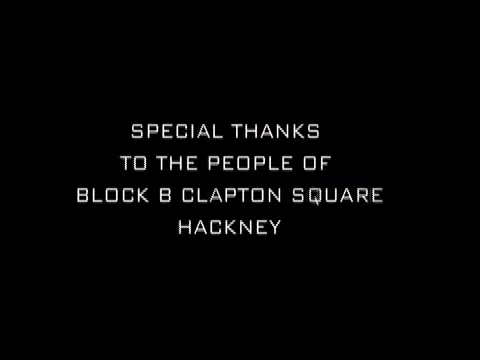 SPECIAL THANKS
TO THE PEOPLE OF
BLOCK B CLAPTON SQUARE
HACKNEY